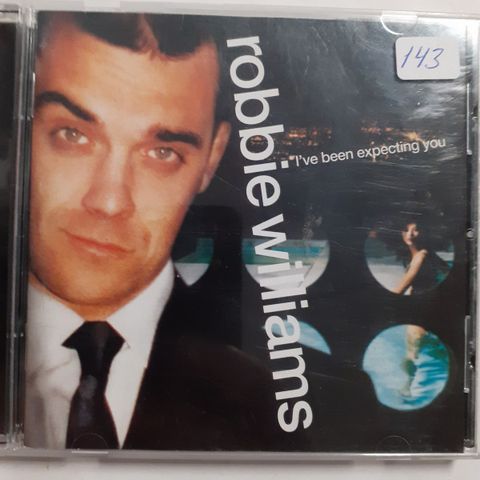 robbie williams
I've been expecting you
143